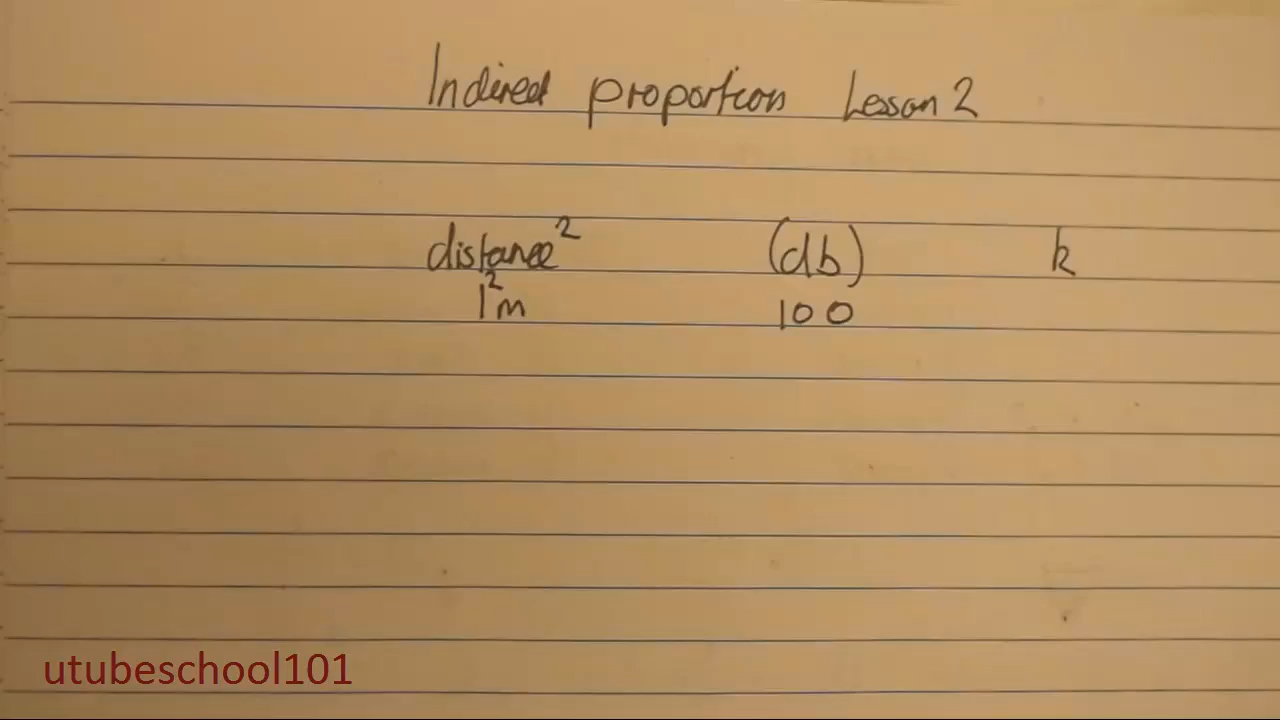 Indirect proportion Lesson 2
distance² (db) k
1²m 100
utubeschool101